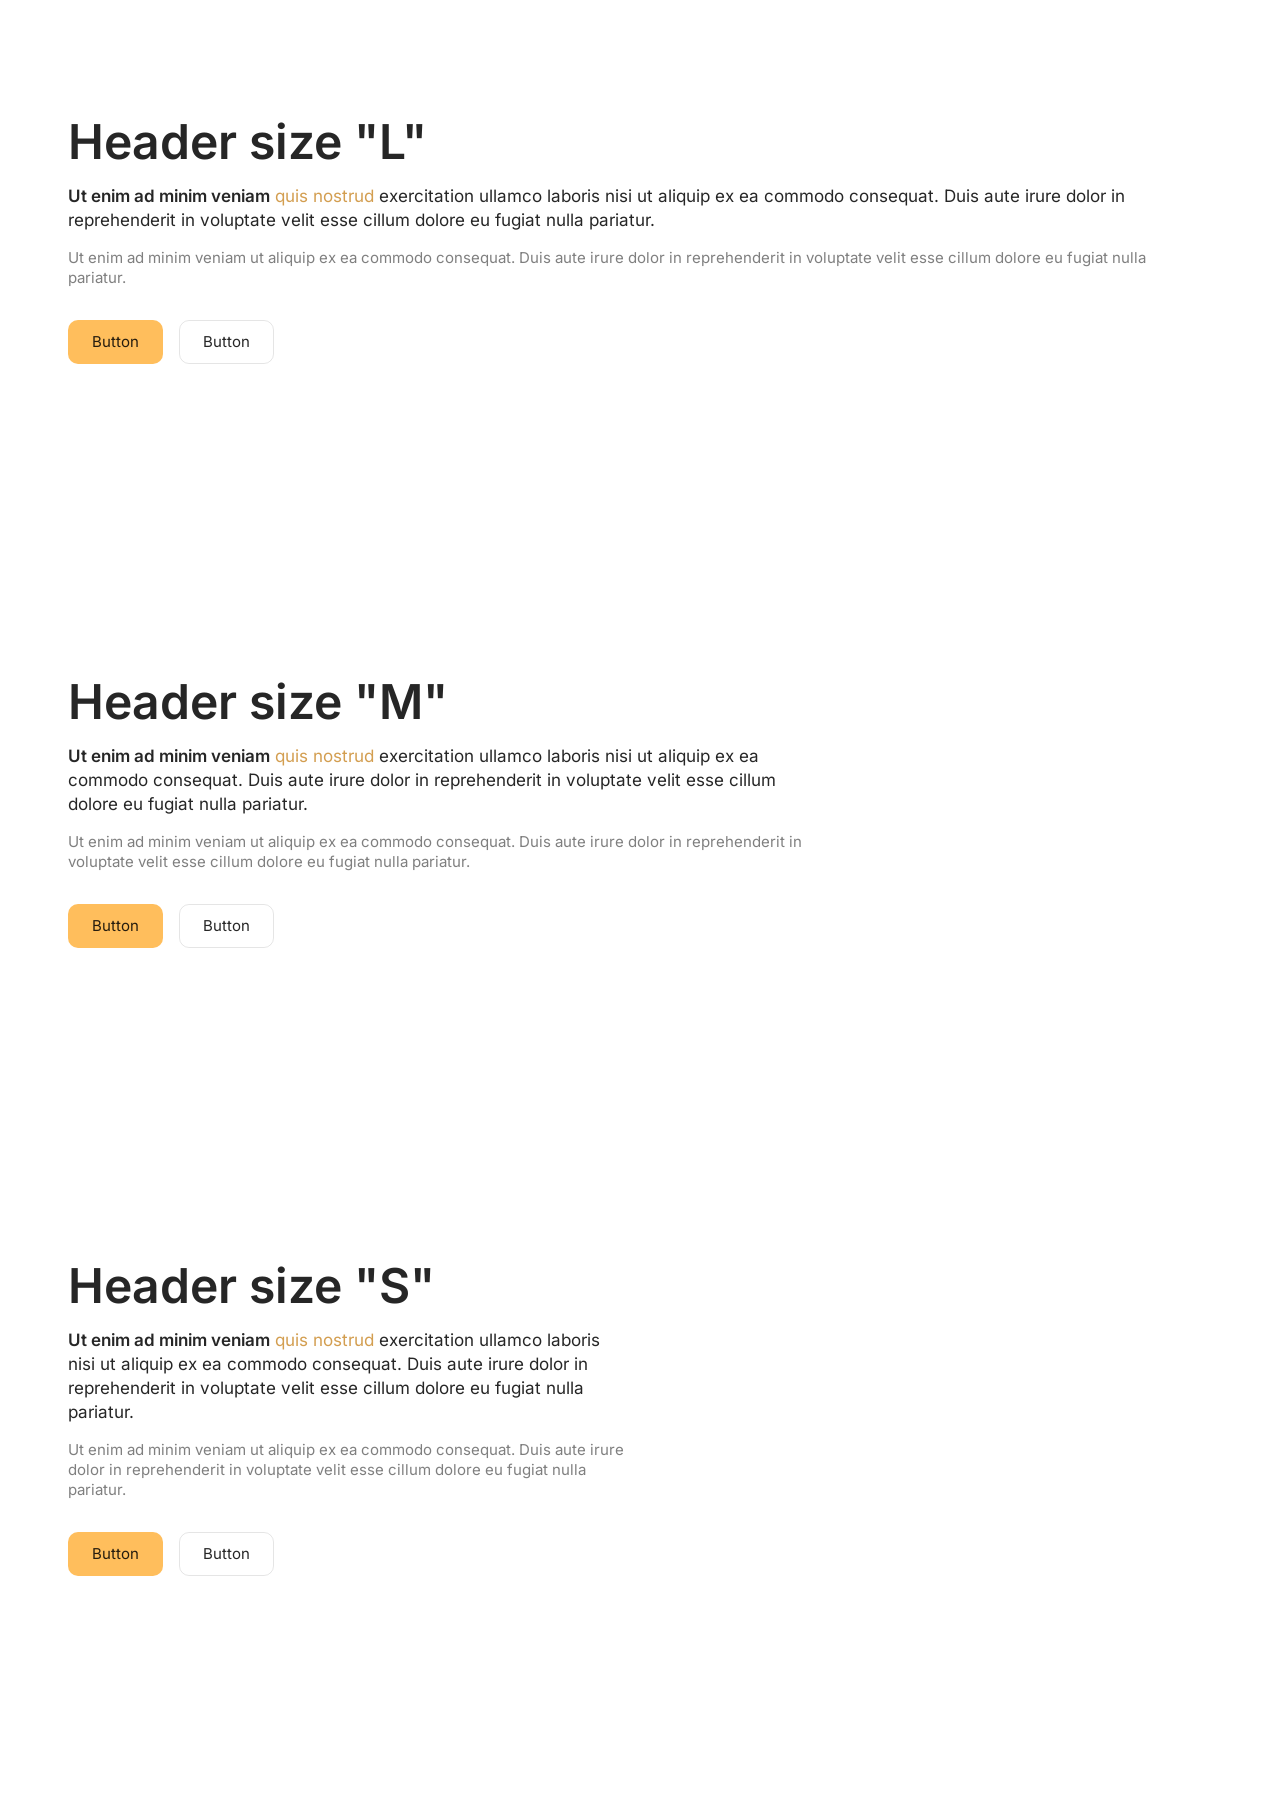 Header size "L"
Ut enim ad minim veniam quis nostrud exercitation ullamco laboris nisi ut aliquip ex ea commodo consequat. Duis aute irure dolor in
reprehenderit in voluptate velit esse cillum dolore eu fugiat nulla pariatur.
Ut enim ad minim veniam ut aliquip ex ea commodo consequat. Duis aute irure dolor in reprehenderit in voluptate velit esse cillum dolore eu fugiat nulla
pariatur.
Button Button
Header size "M"
Ut enim ad minim veniam quis nostrud exercitation ullamco laboris nisi ut aliquip ex ea
commodo consequat. Duis aute irure dolor in reprehenderit in voluptate velit esse cillum
dolore eu fugiat nulla pariatur.
Ut enim ad minim veniam ut aliquip ex ea commodo consequat. Duis aute irure dolor in reprehenderit in
voluptate velit esse cillum dolore eu fugiat nulla pariatur.
Button Button
Header size "S"
Ut enim ad minim veniam quis nostrud exercitation ullamco laboris
nisi ut aliquip ex ea commodo consequat. Duis aute irure dolor in
reprehenderit in voluptate velit esse cillum dolore eu fugiat nulla
pariatur.
Ut enim ad minim veniam ut aliquip ex ea commodo consequat. Duis aute irure
dolor in reprehenderit in voluptate velit esse cillum dolore eu fugiat nulla
pariatur.
Button Button